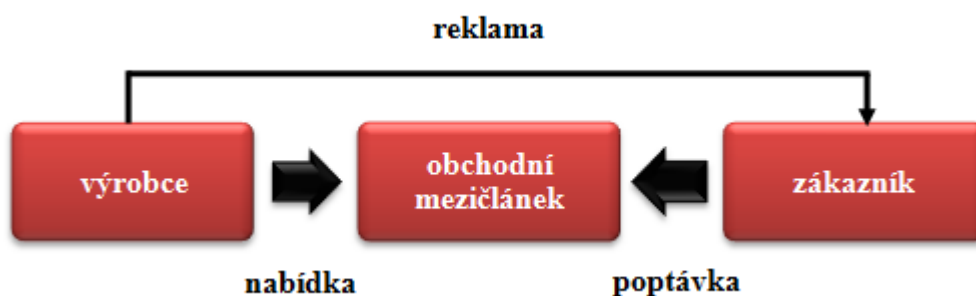 reklama
výrobce
obchodní
mezičlánek
zákazník
nabídka
poptávka